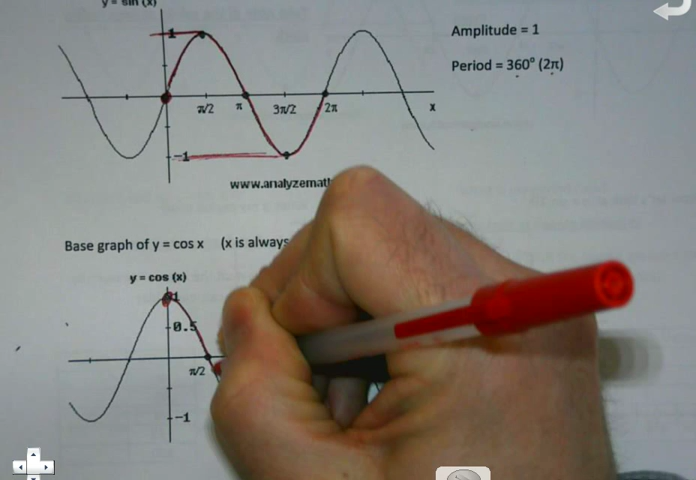 y = sin (x)
Amplitude = 1
1
Period = 360° (2π)
π/2 π 3π/2 2π x
-1
www.analyzemat
Base graph of y = cos x (x is always
y = cos (x)
1
0.5
π/2
-1